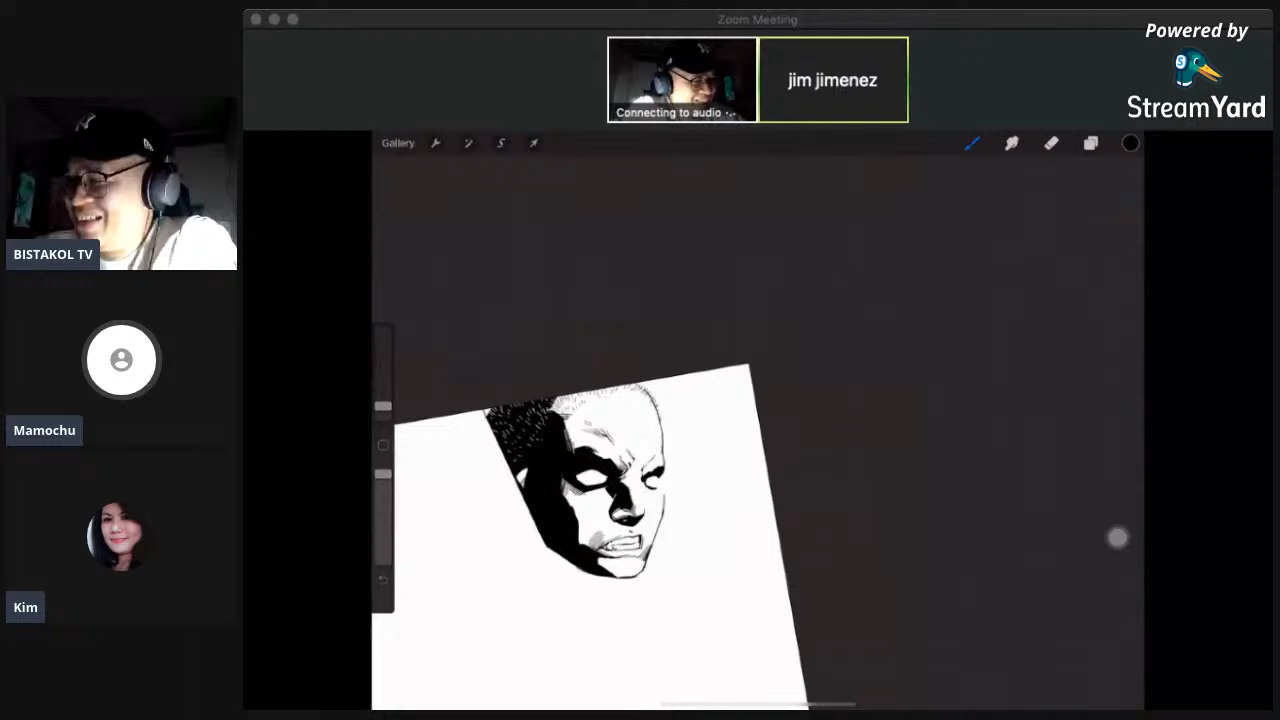 Zoom Meeting
Powered by
StreamYard
jim jimenez
Connecting to audio ...
Gallery
BISTAKOL TV
Mamochu
Kim